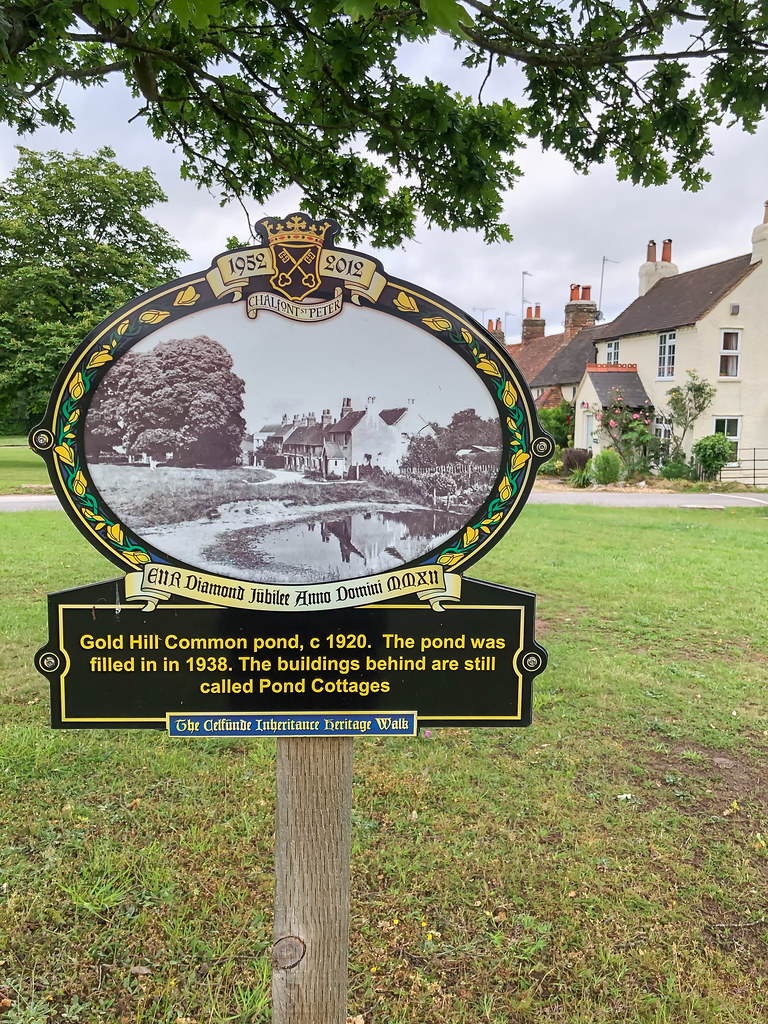 1952 2012
CHALFONT ST PETER
EIIR Diamond Jubilee Anno Domini MMXII
Gold Hill Common pond, c 1920. The pond was
filled in in 1938. The buildings behind are still
called Pond Cottages
The Celfünde Inheritance Heritage Walk